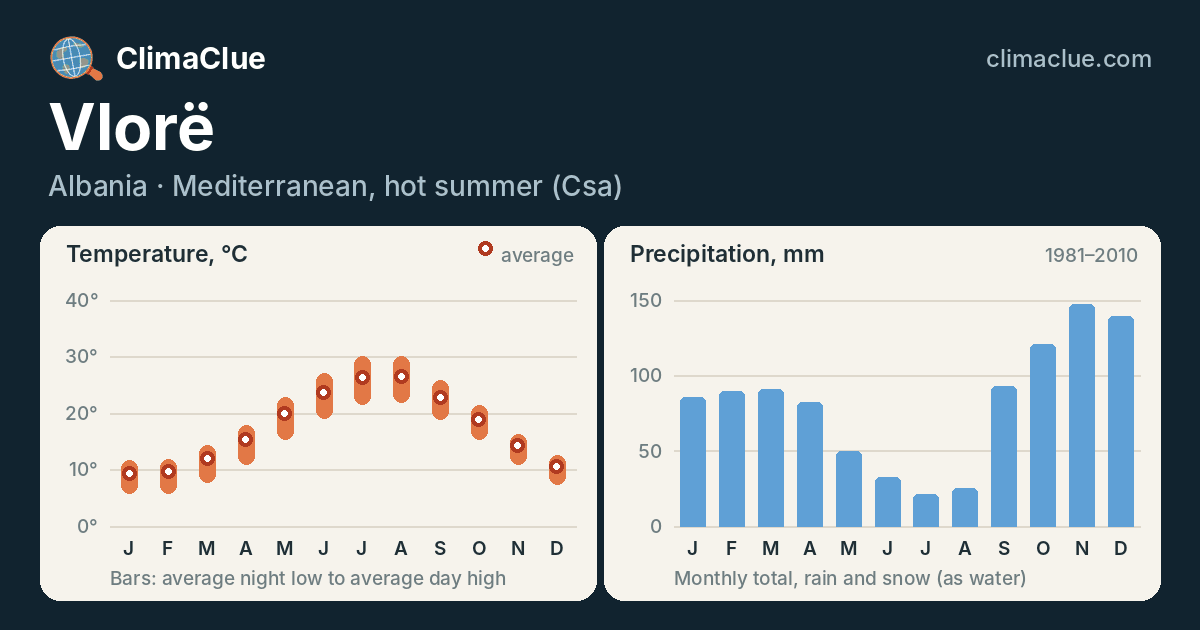 ClimaClue
climaclue.com
Vlorë
Albania · Mediterranean, hot summer (Csa)
Temperature, °C
average
40°
30°
20°
10°
0°
J F M A M J J A S O N D
Bars: average night low to average day high
Precipitation, mm
1981–2010
150
100
50
0
J F M A M J J A S O N D
Monthly total, rain and snow (as water)